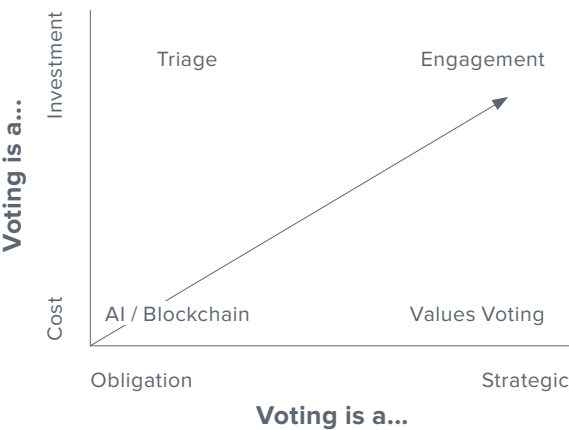 Voting is a...
Investment
Cost
Triage
Engagement
AI / Blockchain
Values Voting
Obligation
Strategic
Voting is a...